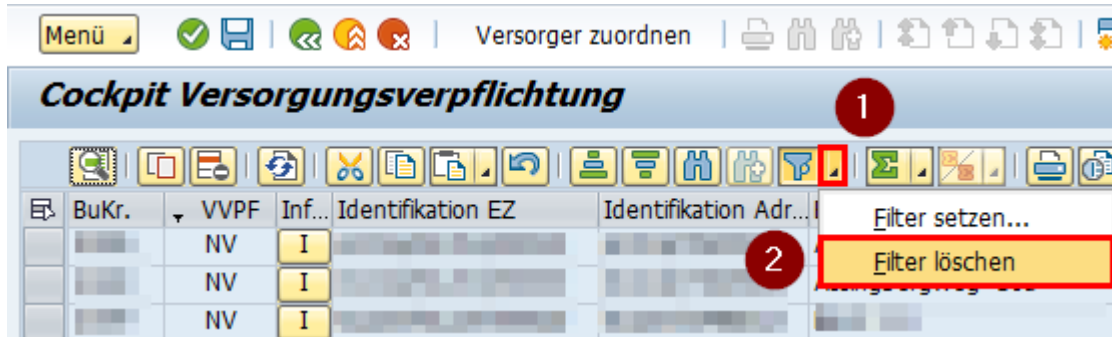 Menü
Versorger zuordnen
Cockpit Versorgungsverpflichtung
1
BuKr. VVPF Inf... Identifikation EZ Identifikation Adr...
Filter setzen...
NV I
2
Filter löschen
NV I
NV I